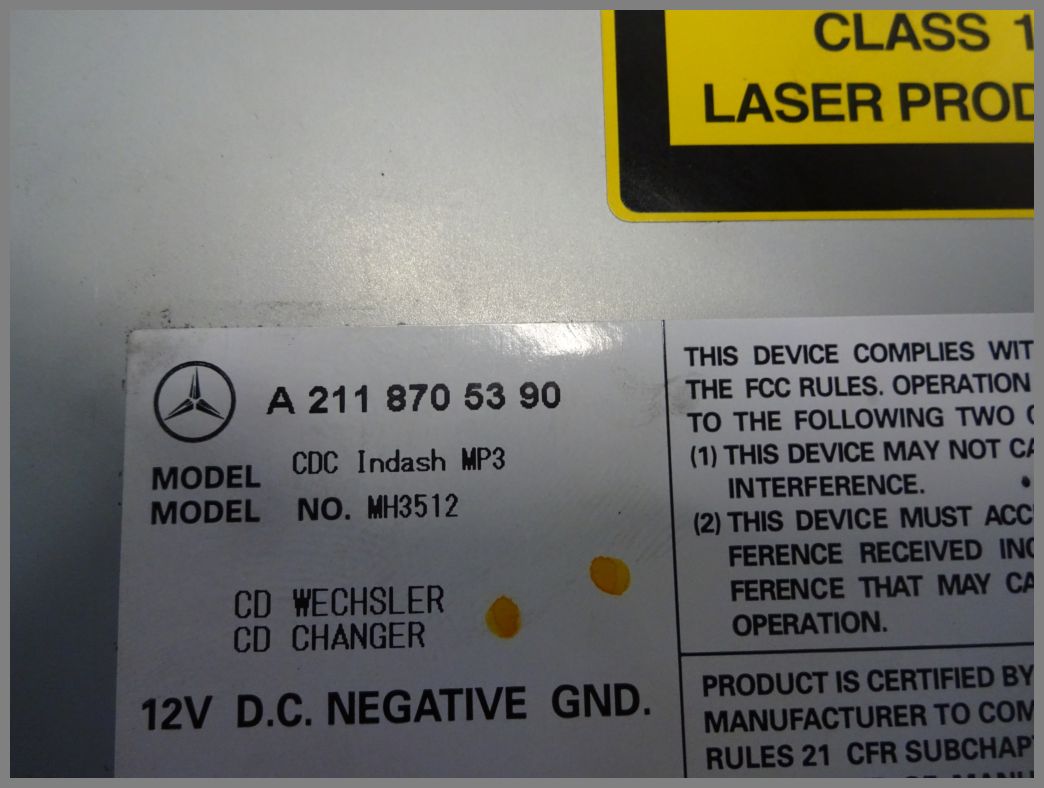 CLASS 1
LASER PROD
A 211 870 53 90
MODEL CDC Indash MP3
MODEL NO. MH3512
CD WECHSLER
CD CHANGER
12V D.C. NEGATIVE GND.
THIS DEVICE COMPLIES WIT
THE FCC RULES. OPERATION
TO THE FOLLOWING TWO
(1) THIS DEVICE MAY NOT CA
INTERFERENCE.
(2) THIS DEVICE MUST ACC
FERENCE RECEIVED INC
FERENCE THAT MAY CA
OPERATION.
PRODUCT IS CERTIFIED BY
MANUFACTURER TO COM
RULES 21 CFR SUBCHAPT